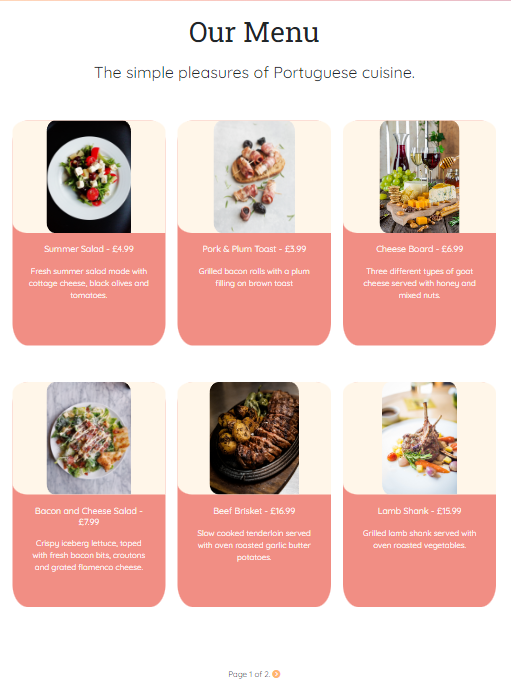 Our Menu
The simple pleasures of Portuguese cuisine.
Summer Salad - £4.99
Fresh summer salad made with
cottage cheese, black olives and
tomatoes.
Pork & Plum Toast - £3.99
Grilled bacon rolls with a plum
filling on brown toast
Cheese Board - £6.99
Three different types of goat
cheese served with honey and
mixed nuts.
Bacon and Cheese Salad -
£7.99
Crispy iceberg lettuce, toped
with fresh bacon bits, croutons
and grated flamenco cheese.
Beef Brisket - £16.99
Slow cooked tenderloin served
with oven roasted garlic butter
potatoes.
Lamb Shank - £15.99
Grilled lamb shank served with
oven roasted vegetables.
Page 1 of 2.